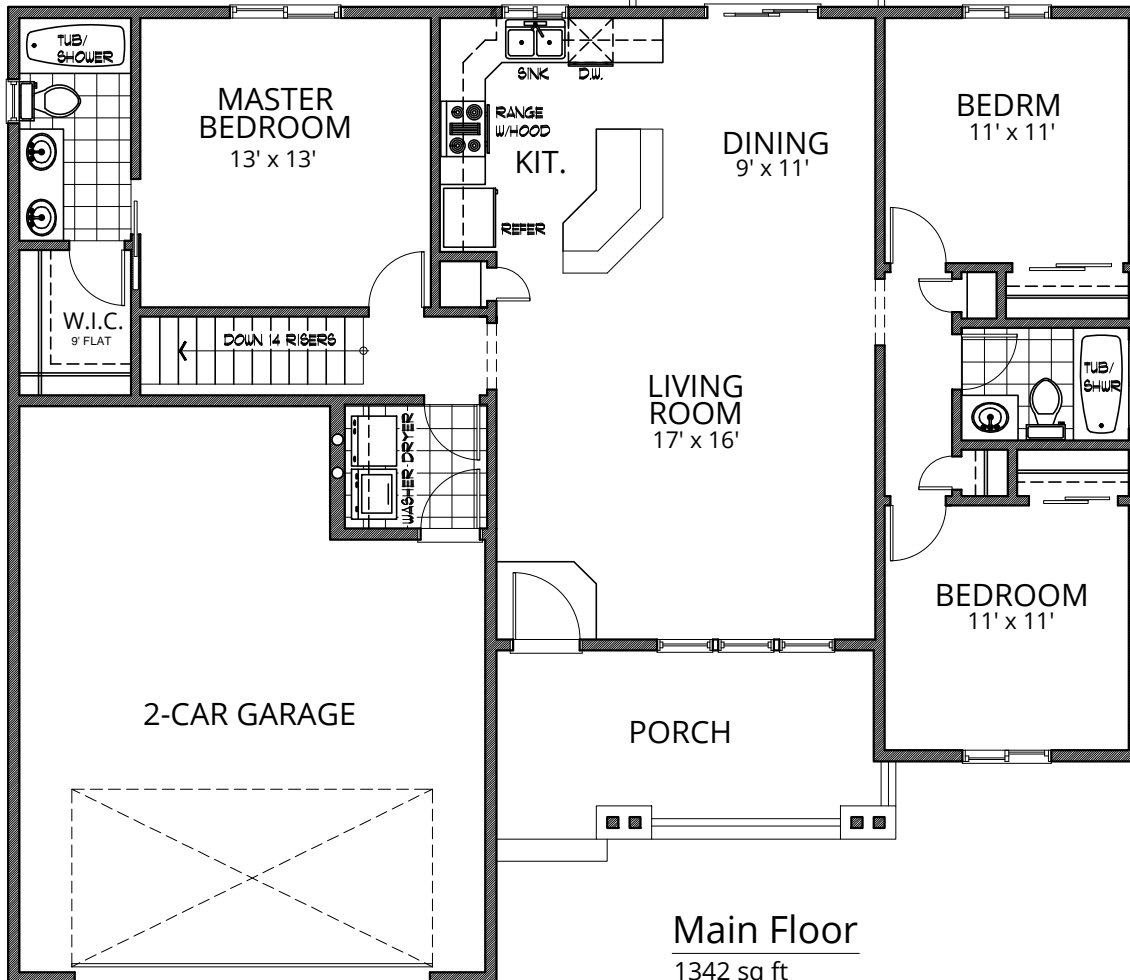 TUB/
SHOWER
MASTER
BEDROOM
13' x 13'
SINK
D.W.
RANGE
W/HOOD
KIT.
REFER
DINING
9' x 11'
BEDRM
11' x 11'
W.I.C.
9' FLAT
DOWN 14 RISERS
LIVING
ROOM
17' x 16'
TUB/
SHWR
WASHER DRYER
BEDROOM
11' x 11'
2-CAR GARAGE
PORCH
Main Floor
1342 sq ft